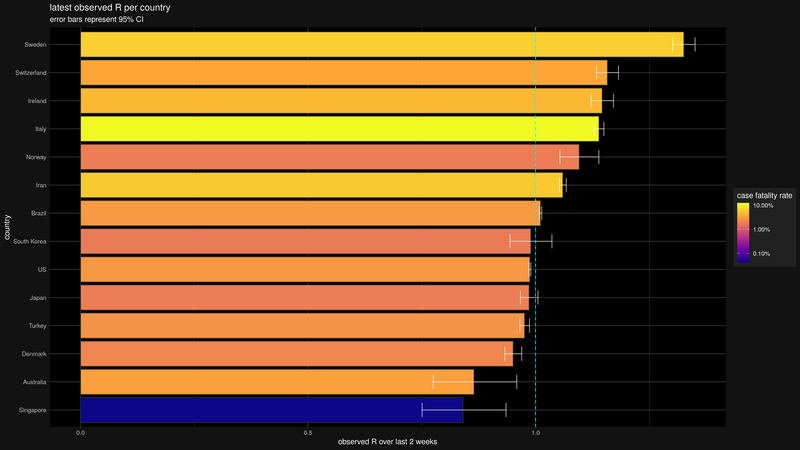 latest observed R per country
error bars represent 95% CI
country
Sweden
Switzerland
Ireland
Italy
Norway
Iran
Brazil
South Korea
US
Japan
Turkey
Denmark
Australia
Singapore
0.0
0.5
1.0
observed R over last 2 weeks
case fatality rate
10.00%
1.00%
0.10%